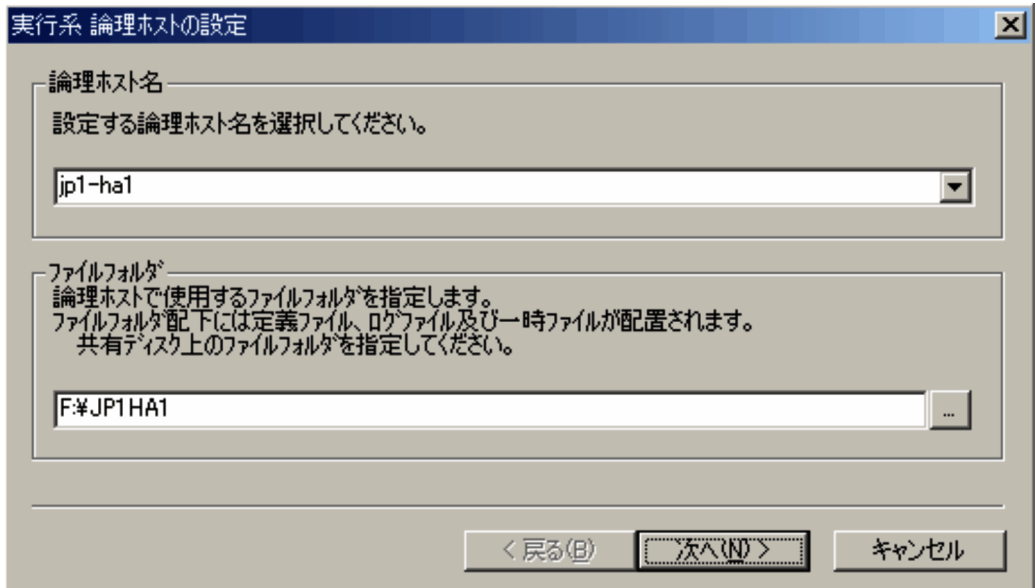 実行系 論理ホストの設定
論理ホスト名
設定する論理ホスト名を選択してください。
jp1-ha1
ファイルフォルダ
論理ホストで使用するファイルフォルダを指定します。
ファイルフォルダ配下には定義ファイル、ログファイル及び一時ファイルが配置されます。
共有ディスク上のファイルフォルダを指定してください。
F:¥JP1HA1
...
< 戻る(B)
次へ(N) >
キャンセル